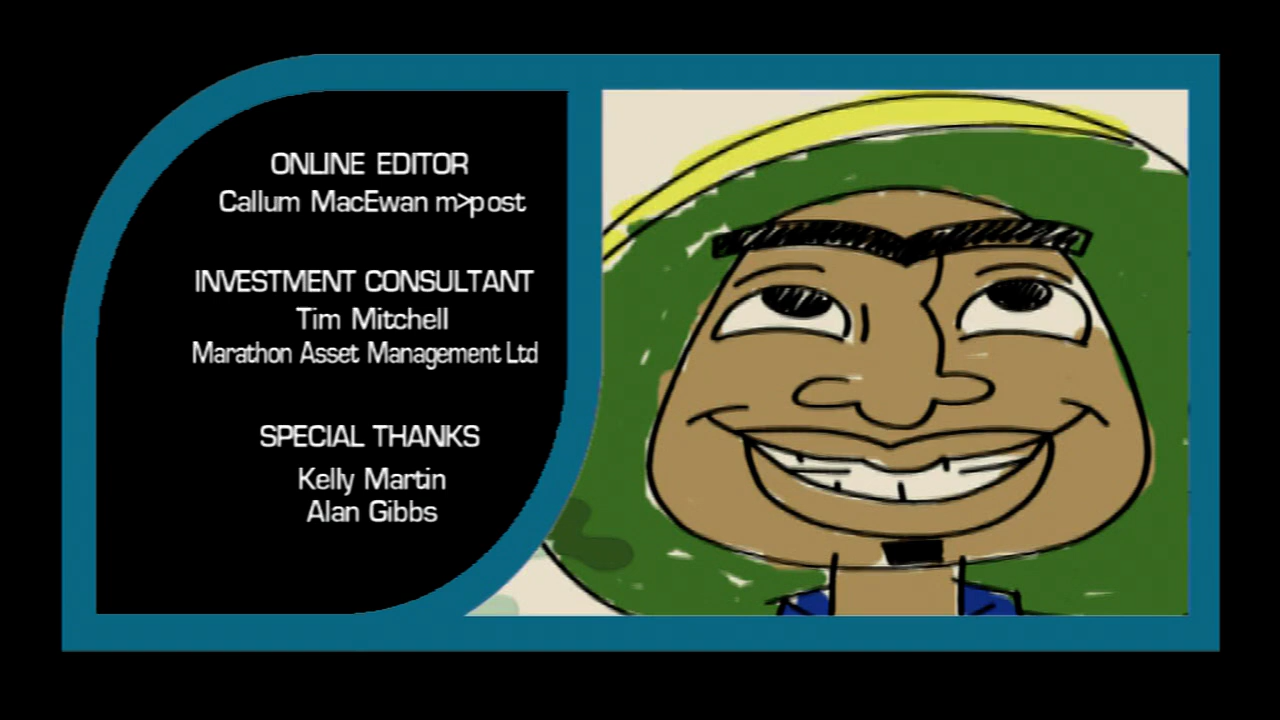 ONLINE EDITOR
Callum MacEwan m>post
INVESTMENT CONSULTANT
Tim Mitchell
Marathon Asset Management Ltd
SPECIAL THANKS
Kelly Martin
Alan Gibbs